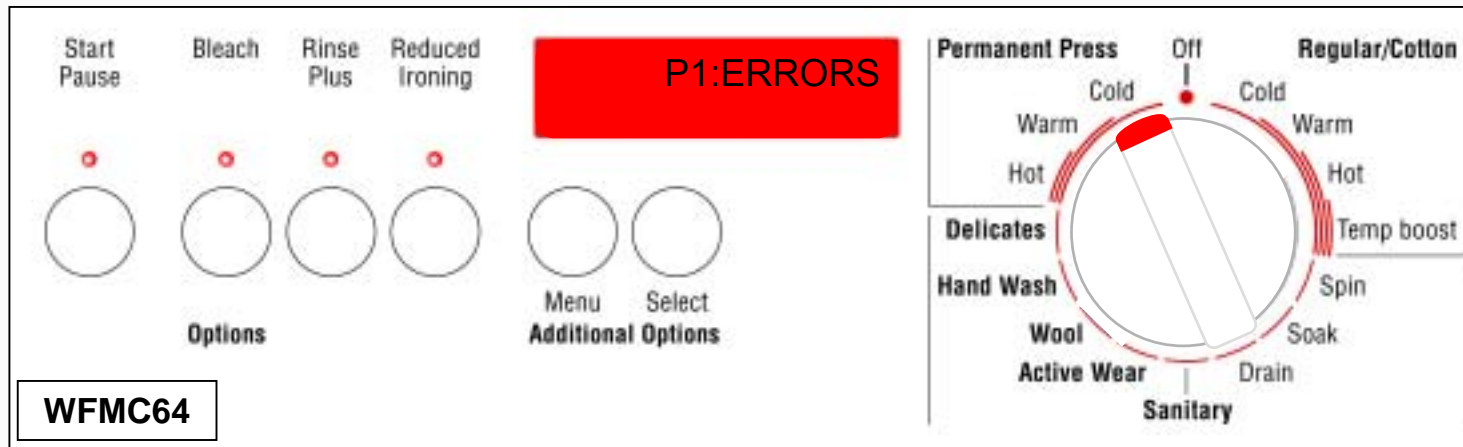 Start
Pause
Bleach
Rinse
Plus
Reduced
Ironing
P1:ERRORS
Menu
Select
Options
Additional Options
WFMC64
Permanent Press
Off
Regular/Cotton
Cold
Cold
Warm
Warm
Hot
Hot
Delicates
Temp boost
Hand Wash
Spin
Wool
Soak
Active Wear
Drain
Sanitary